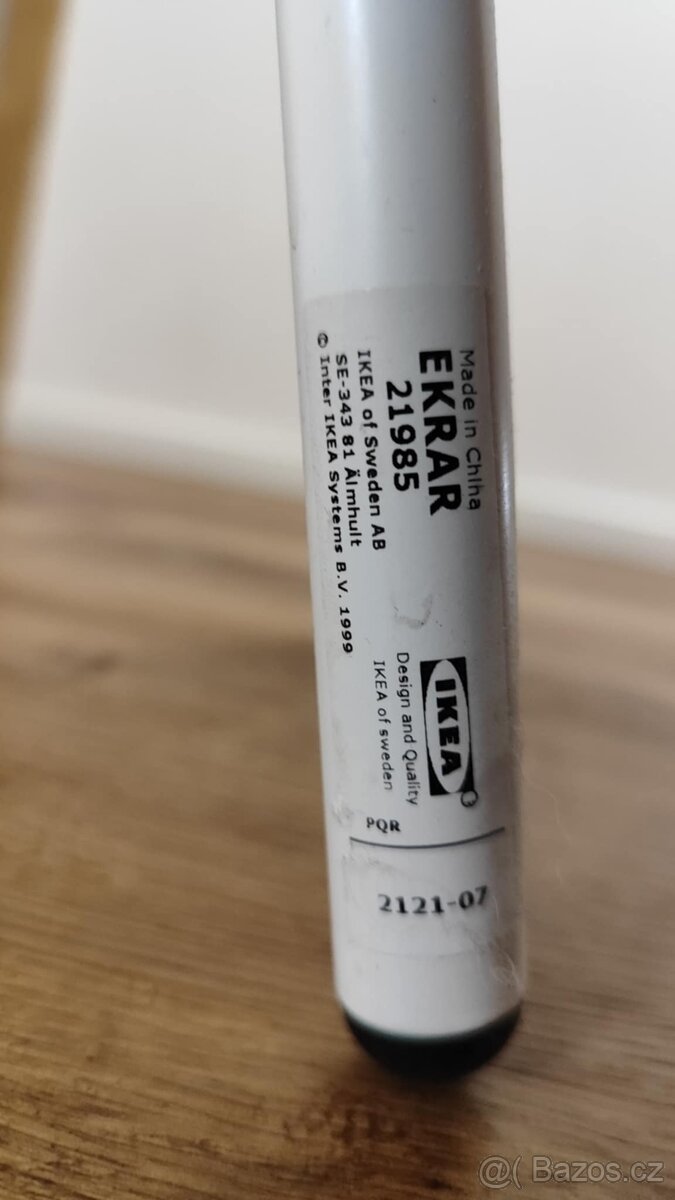 Made in China
EKRAR
21985
IKEA of Sweden AB
SE-343 81 Älmhult
© Inter IKEA Systems B.V. 1999
IKEA®
Design and Quality
IKEA of sweden
PQR
2121-07
@( Bazoš.cz